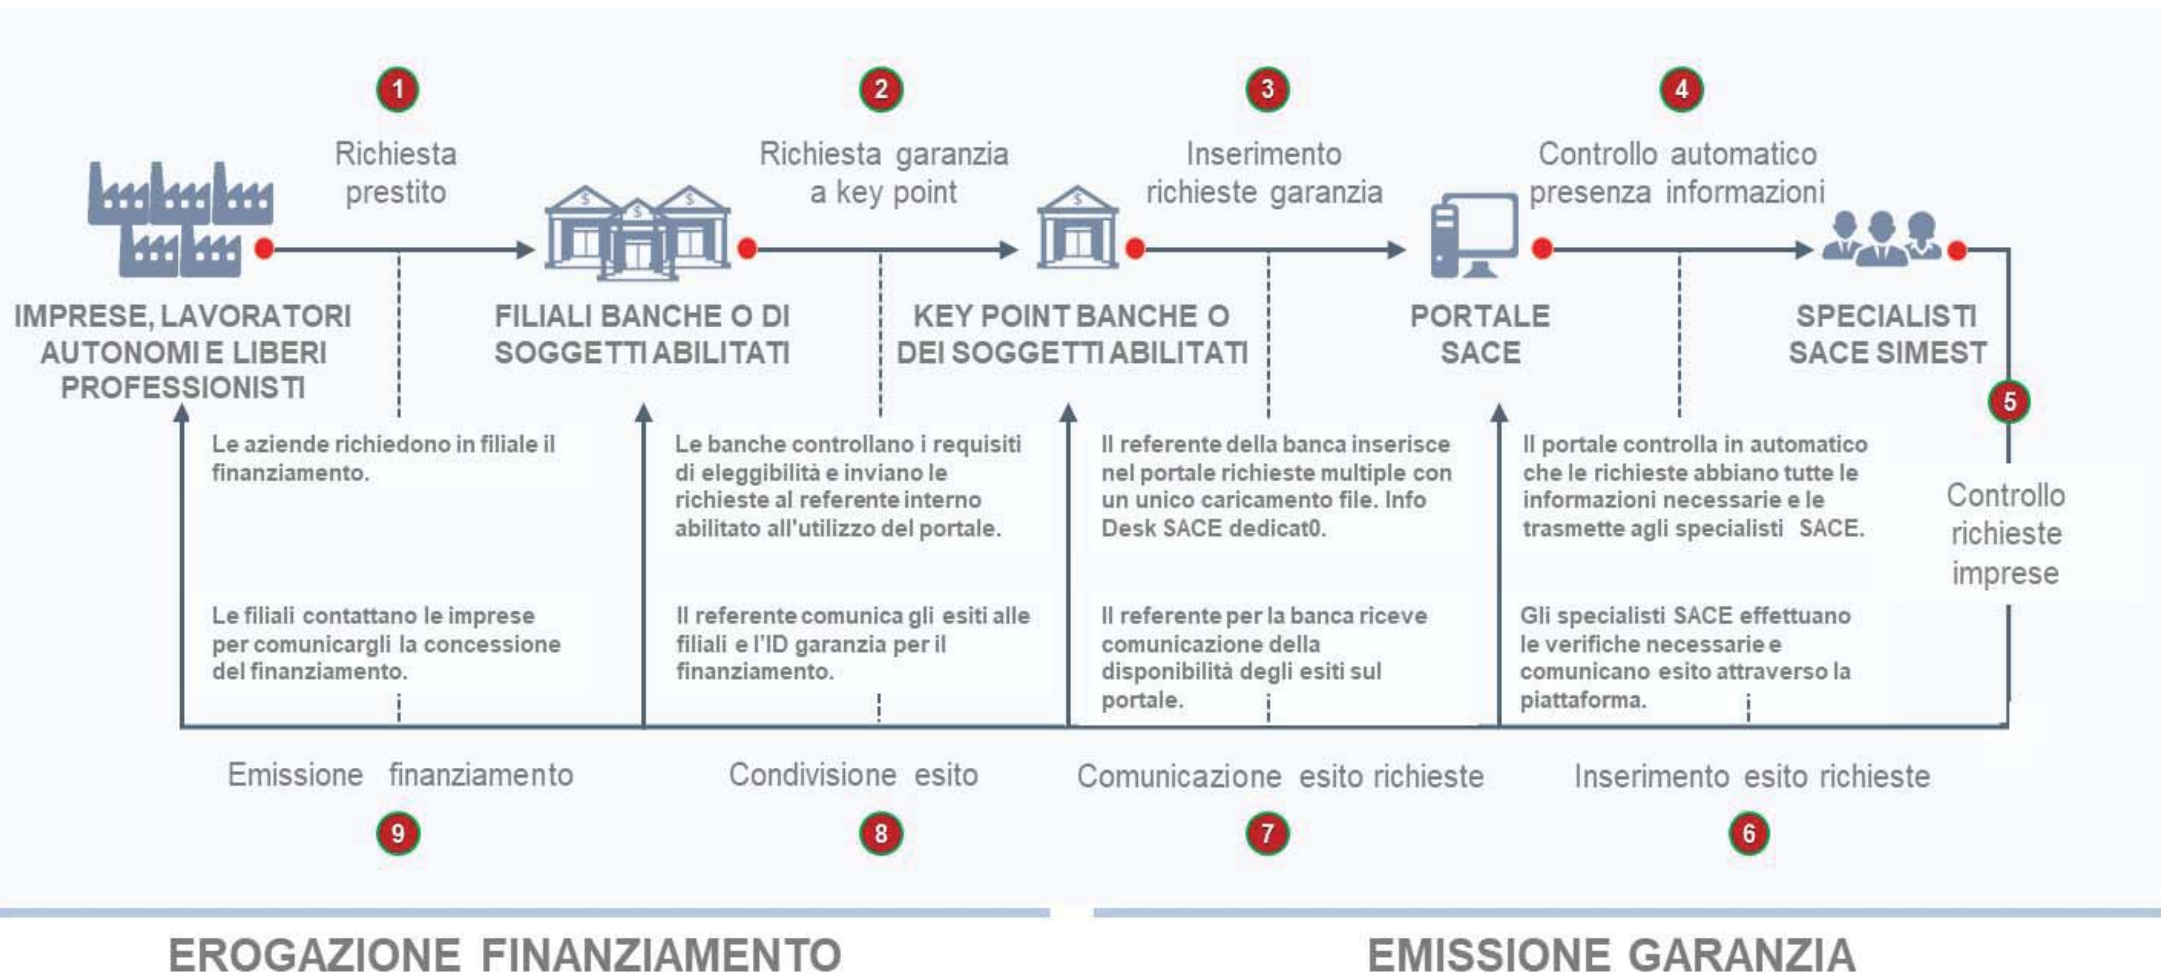 1
Richiesta
prestito
2
Richiesta garanzia
a key point
3
Inserimento
richieste garanzia
4
Controllo automatico
presenza informazioni
IMPRESE, LAVORATORI
AUTONOMI E LIBERI
PROFESSIONISTI
FILIALI BANCHE O DI
SOGGETTI ABILITATI
KEY POINT BANCHE O
DEI SOGGETTI ABILITATI
PORTALE
SACE
SPECIALISTI
SACE SIMEST
5
Controllo
richieste
imprese
Le aziende richiedono in filiale il
finanziamento.
Le banche controllano i requisiti
di eleggibilità e inviano le
richieste al referente interno
abilitato all'utilizzo del portale.
Il referente della banca inserisce
nel portale richieste multiple con
un unico caricamento file. Info
Desk SACE dedicat0.
Il portale controlla in automatico
che le richieste abbiano tutte le
informazioni necessarie e le
trasmette agli specialisti SACE.
Le filiali contattano le imprese
per comunicargli la concessione
del finanziamento.
Il referente comunica gli esiti alle
filiali e l'ID garanzia per il
finanziamento.
Il referente per la banca riceve
comunicazione della
disponibilità degli esiti sul
portale.
Gli specialisti SACE effettuano
le verifiche necessarie e
comunicano esito attraverso la
piattaforma.
Emissione finanziamento
9
Condivisione esito
8
Comunicazione esito richieste
7
Inserimento esito richieste
6
EROGAZIONE FINANZIAMENTO
EMISSIONE GARANZIA